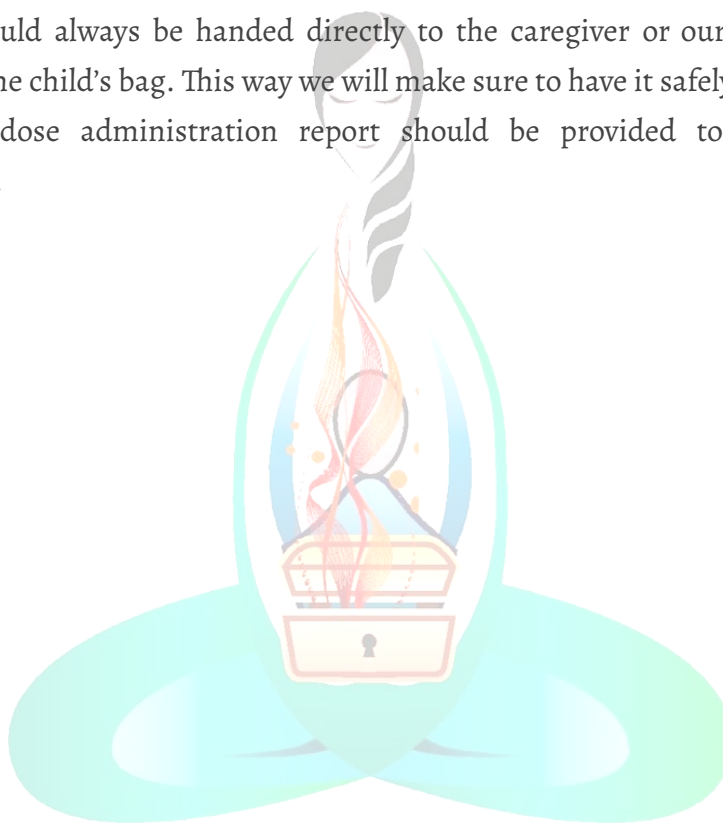 always be handed directly to the caregiver or our
child's bag. This way we will make sure to have it safely
dose administration report should be provided to